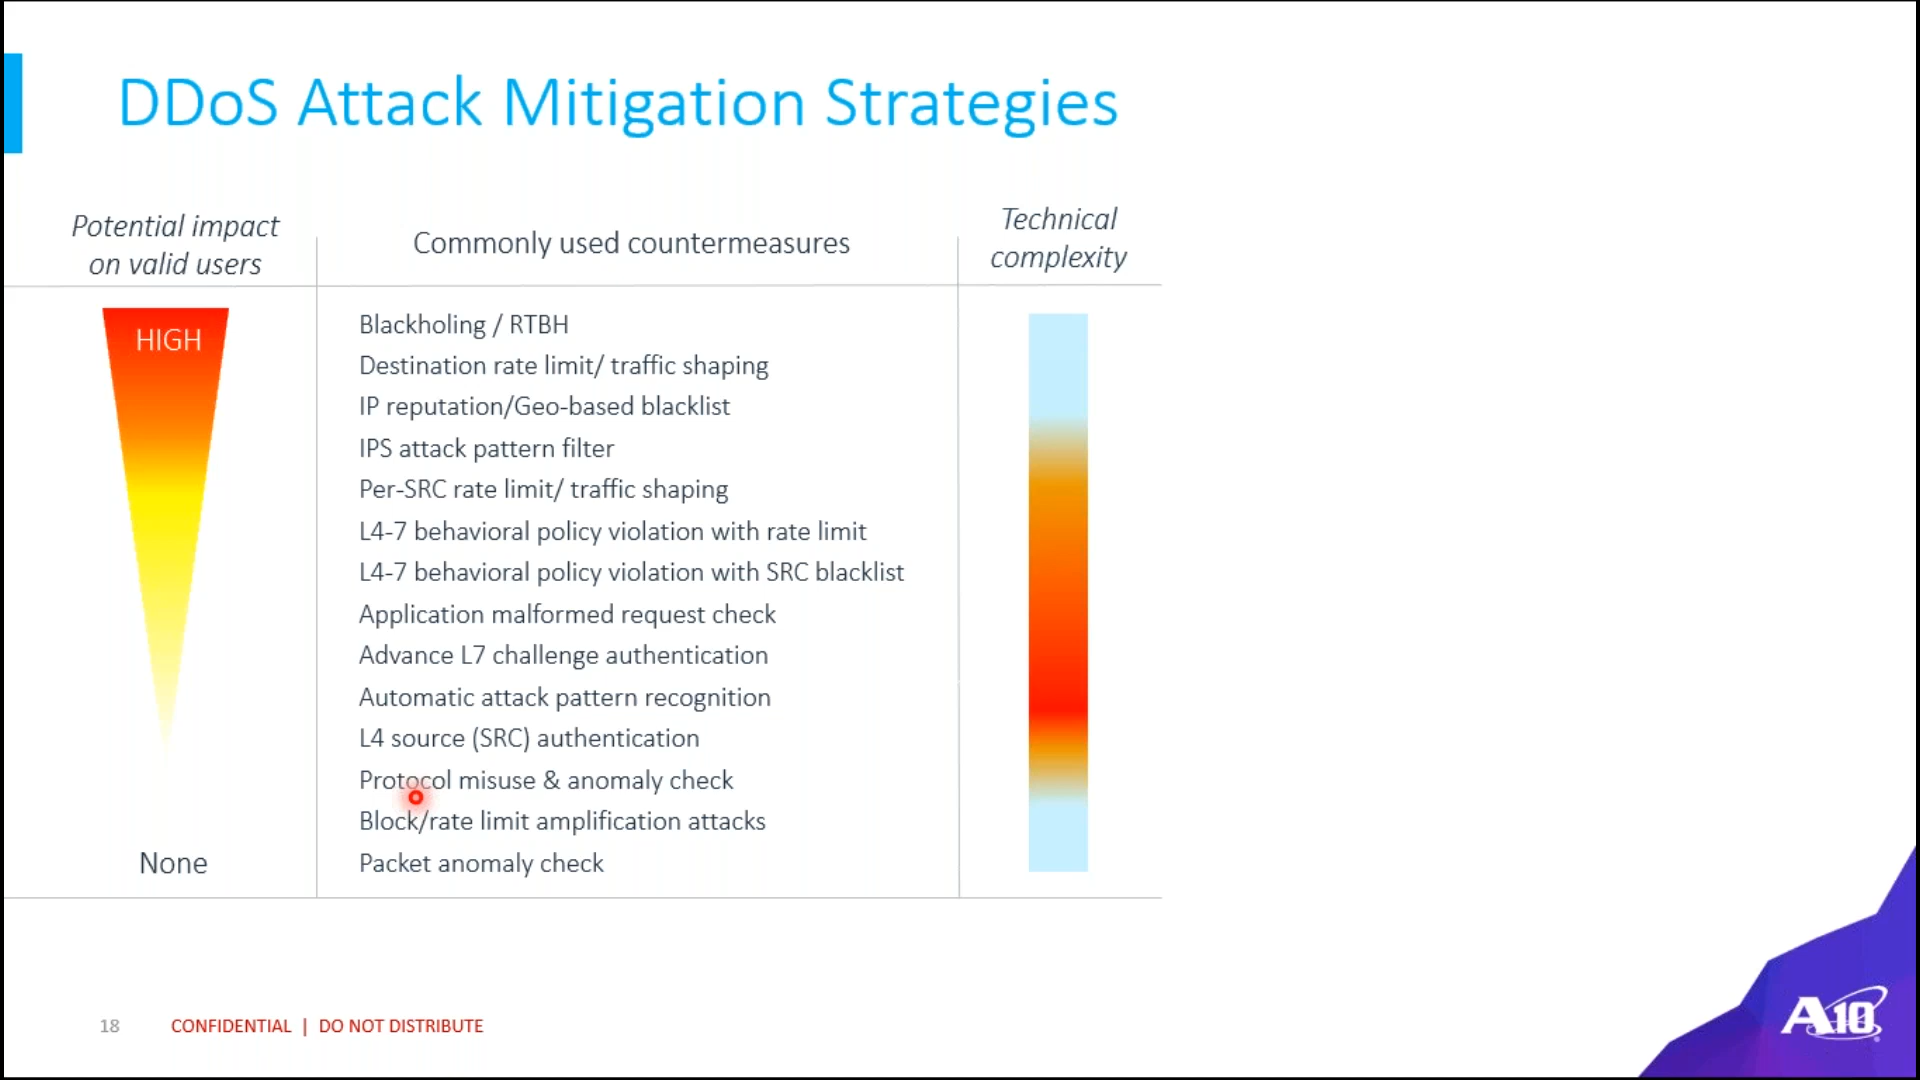 DDoS Attack Mitigation Strategies
Potential impact
on valid users
Commonly used countermeasures
Technical
complexity
HIGH
Blackholing / RTBH
Destination rate limit/ traffic shaping
IP reputation/Geo-based blacklist
IPS attack pattern filter
Per-SRC rate limit/ traffic shaping
L4-7 behavioral policy violation with rate limit
L4-7 behavioral policy violation with SRC blacklist
Application malformed request check
Advance L7 challenge authentication
Automatic attack pattern recognition
L4 source (SRC) authentication
Protocol misuse & anomaly check
Block/rate limit amplification attacks
Packet anomaly check
None
18
CONFIDENTIAL | DO NOT DISTRIBUTE
A10